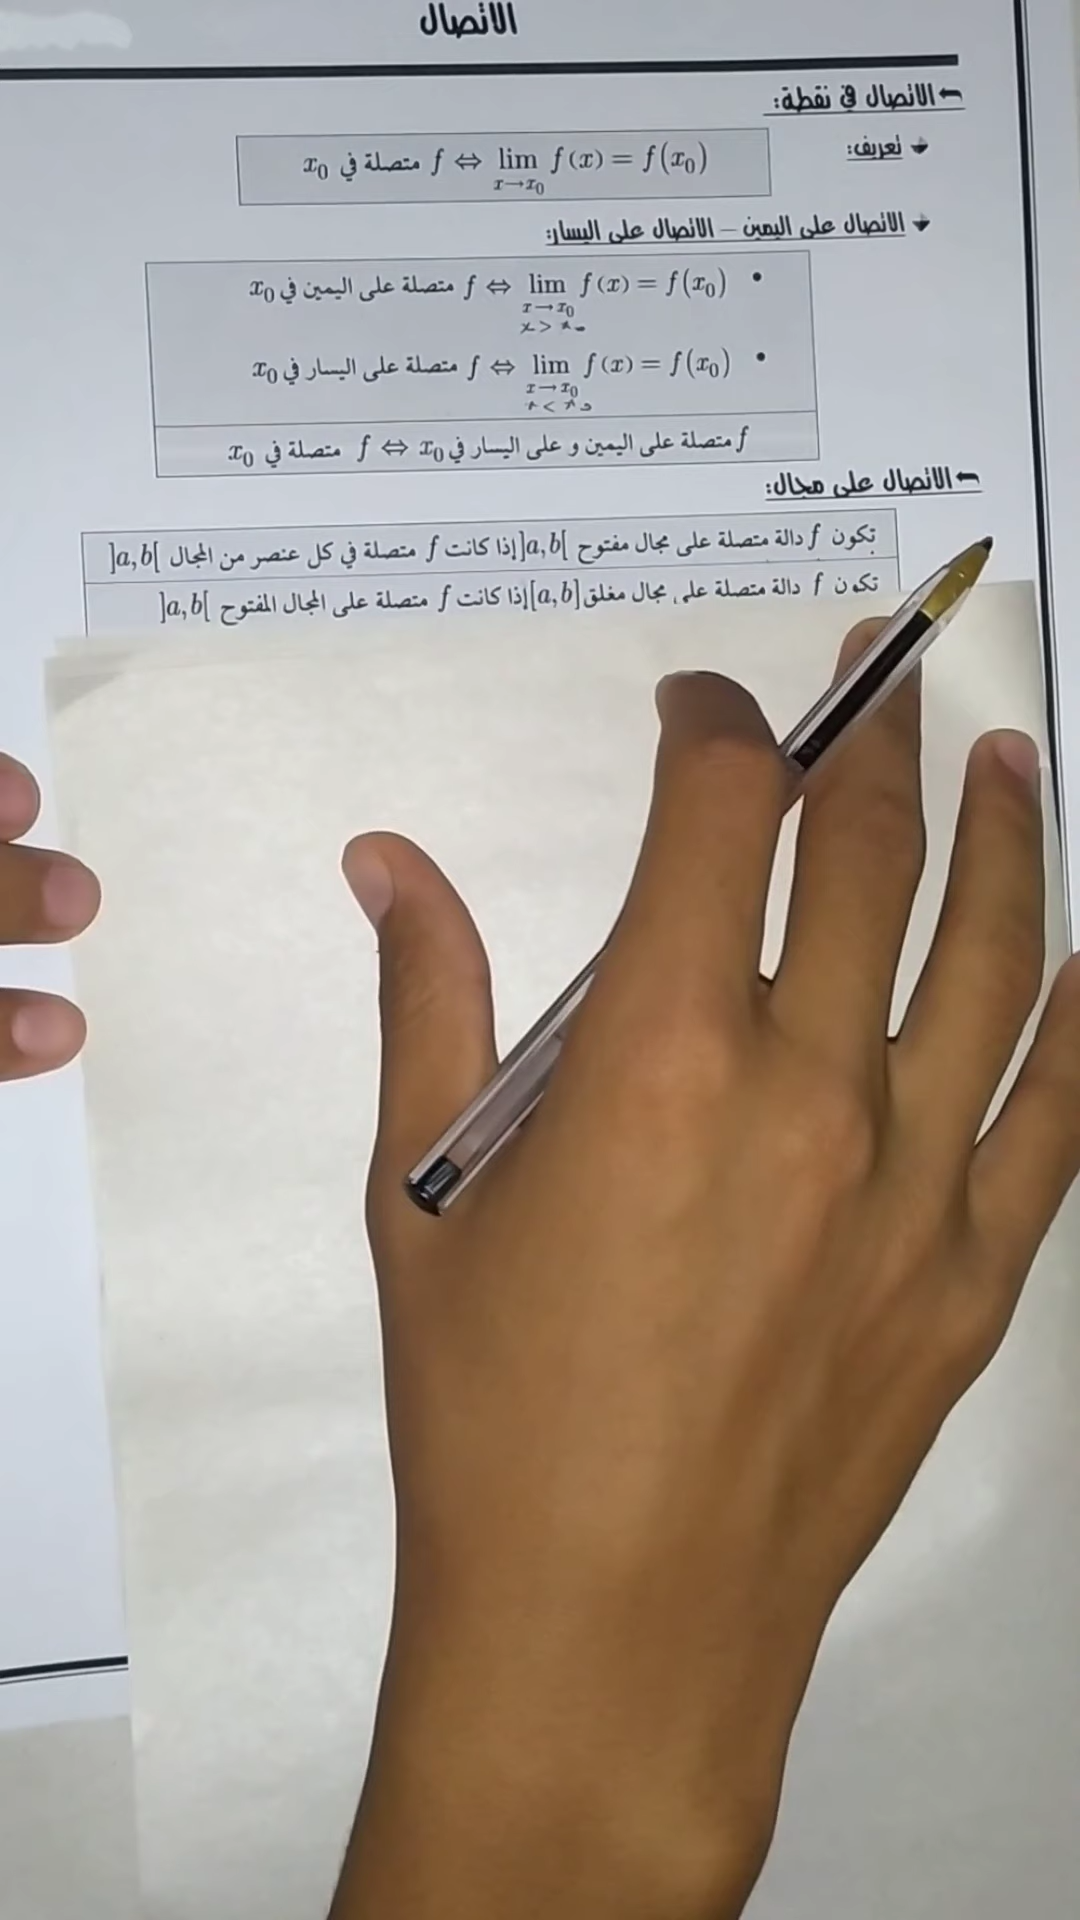 الاتصال
الاتصال في نقطة:
تعريف:
f متصلة في x₀ ⇔ lim f(x) = f(x₀)
x→x₀
الاتصال على اليمين – الاتصال على اليسار:
• f متصلة على اليمين في x₀ ⇔ lim f(x) = f(x₀)
x→x₀
x > x₀
• f متصلة على اليسار في x₀ ⇔ lim f(x) = f(x₀)
x→x₀
x < x₀
f متصلة على اليمين و على اليسار في x₀ ⇔ f متصلة في x₀
الاتصال على مجال:
تكون f دالة متصلة على مجال مفتوح ]a,b[ إذا كانت f متصلة في كل عنصر من المجال ]a,b[
تكون f دالة متصلة على مجال مغلق [a,b] إذا كانت f متصلة على المجال المفتوح ]a,b[